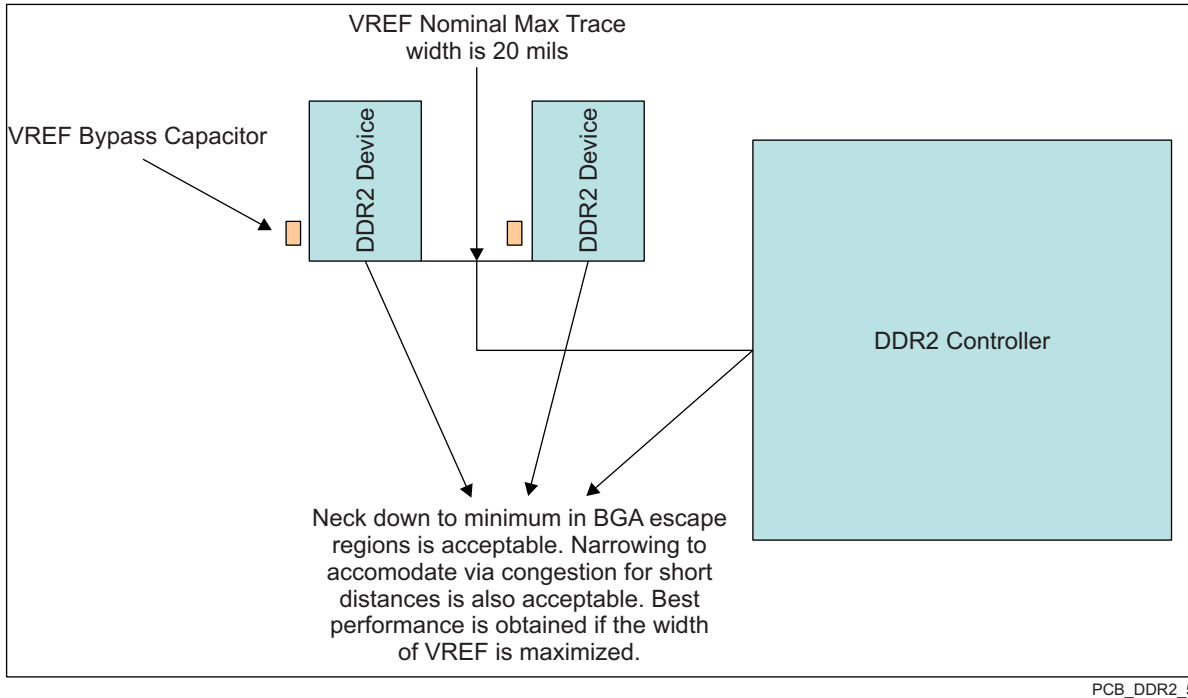 VREF Nominal Max Trace
width is 20 mils
VREF Bypass Capacitor
DDR2 Device
DDR2 Device
DDR2 Controller
Neck down to minimum in BGA escape
regions is acceptable. Narrowing to
accomodate via congestion for short
distances is also acceptable. Best
performance is obtained if the width
of VREF is maximized.
PCB_DDR2_5